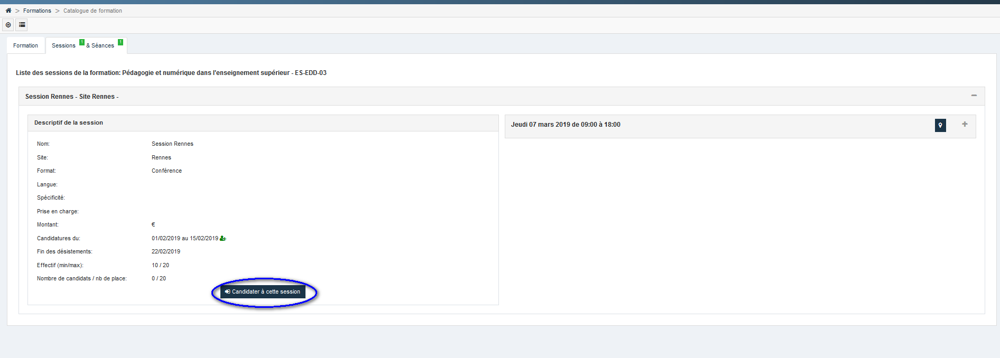 > Formations > Catalogue de formation
Formation
Sessions 1 & Séances 1
Liste des sessions de la formation: Pédagogie et numérique dans l'enseignement supérieur - ES-EDD-03
Session Rennes - Site Rennes -
Descriptif de la session
Jeudi 07 mars 2019 de 09:00 à 18:00
Nom: Session Rennes
Site: Rennes
Format: Conférence
Langue:
Spécificité:
Prise en charge:
Montant: €
Candidatures du: 01/02/2019 au 15/02/2019
Fin des désistements: 22/02/2019
Effectif (min/max): 10 / 20
Nombre de candidats / nb de place: 0 / 20
Candidater à cette session